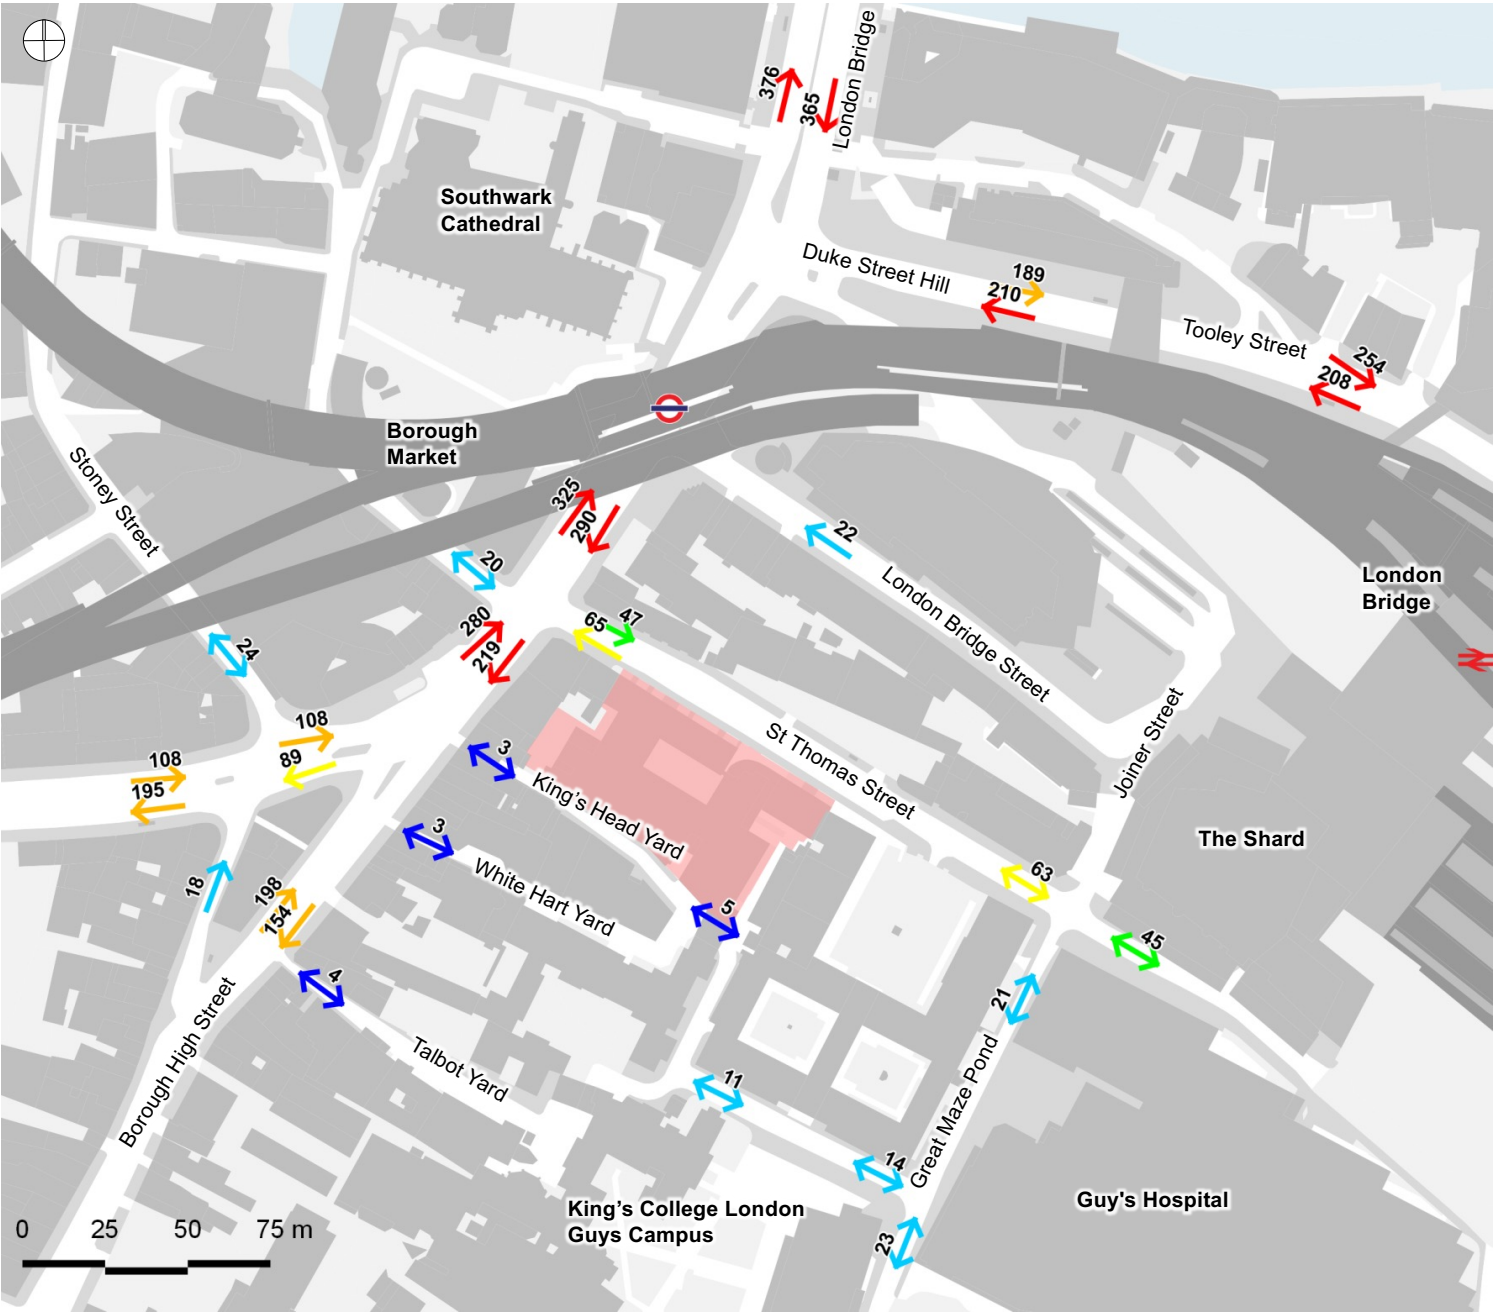 376
365
London Bridge
Southwark
Cathedral
Duke Street Hill
189
210
Tooley Street
254
208
Borough
Market
Stoney Street
325
290
20
22
London
Bridge
London Bridge Street
280
219
65
47
24
108
89
108
195
3
King's Head Yard
St Thomas Street
Joiner Street
The Shard
3
White Hart Yard
18
198
154
63
5
45
4
21
Borough High Street
Talbot Yard
11
Great Maze Pond
14
King's College London
Guys Campus
Guy's Hospital
23
0 25 50 75 m